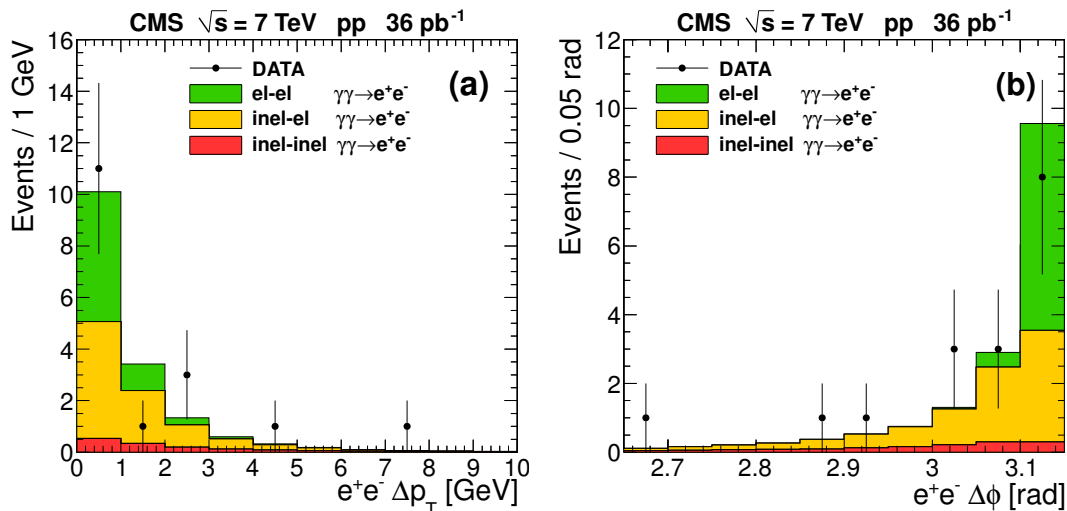 CMS √s = 7 TeV pp 36 pb⁻¹
Events / 1 GeV
16
14
12
10
8
6
4
2
0
DATA
el-el γγ→e⁺e⁻
inel-el γγ→e⁺e⁻
inel-inel γγ→e⁺e⁻
(a)
0 1 2 3 4 5 6 7 8 9 10
e⁺e⁻ Δp_T [GeV]
CMS √s = 7 TeV pp 36 pb⁻¹
Events / 0.05 rad
12
10
8
6
4
2
0
DATA
el-el γγ→e⁺e⁻
inel-el γγ→e⁺e⁻
inel-inel γγ→e⁺e⁻
(b)
2.7 2.8 2.9 3 3.1
e⁺e⁻ Δϕ [rad]